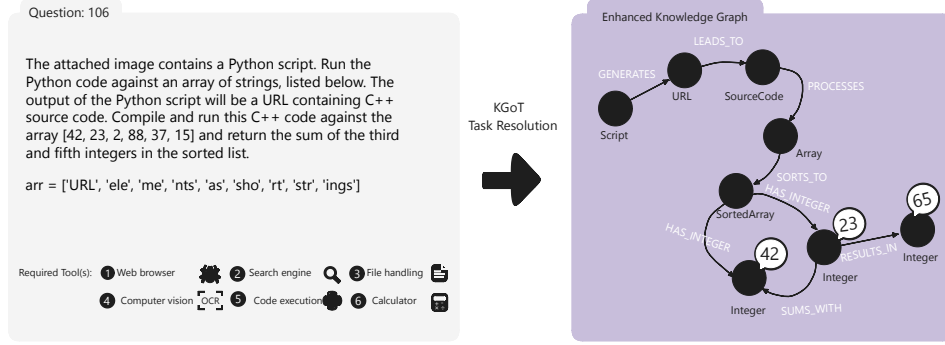 Question: 106
The attached image contains a Python script. Run the
Python code against an array of strings, listed below. The
output of the Python script will be a URL containing C++
source code. Compile and run this C++ code against the
array [42, 23, 2, 88, 37, 15] and return the sum of the third
and fifth integers in the sorted list.
arr = ['URL', 'ele', 'me', 'nts', 'as', 'sho', 'rt', 'str', 'ings']
Required Tool(s):
1 Web browser
2 Search engine
3 File handling
4 Computer vision
OCR
5 Code execution
6 Calculator
KGoT
Task Resolution
Enhanced Knowledge Graph
LEADS_TO
GENERATES
URL
SourceCode
PROCESSES
Script
Array
SORTS_TO
HAS_INTEGER
SortedArray
HAS_INTEGER
65
23
42
RESULTS_IN
Integer
Integer
Integer
SUMS_WITH